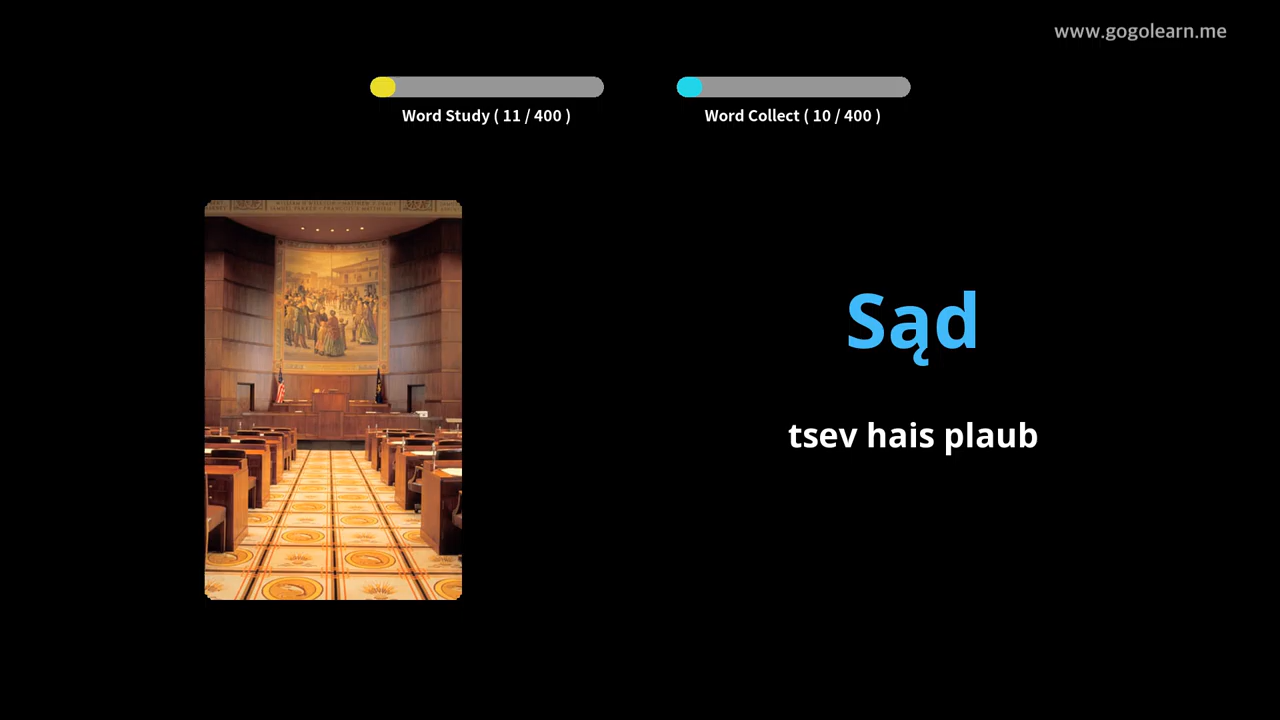 www.gogolearn.me
Word Study ( 11 / 400 )
Word Collect ( 10 / 400 )
Sąd
tsev hais plaub